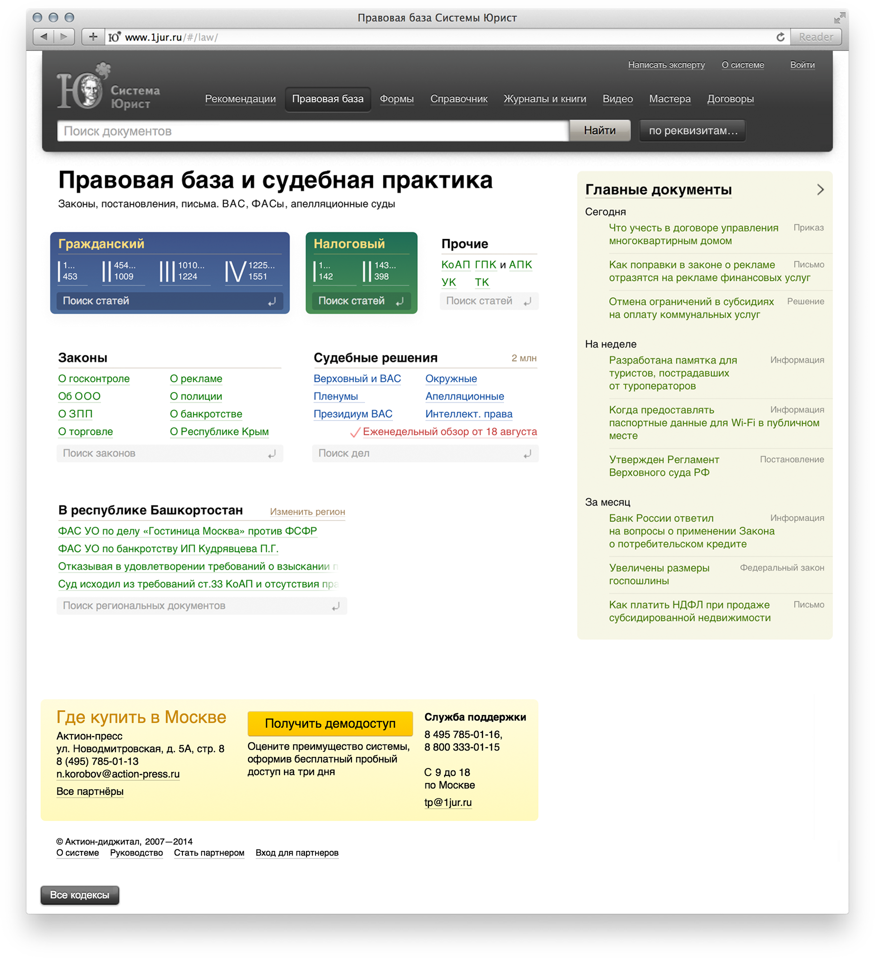 Правовая база Системы Юрист
www.1jur.ru/#/law/
Reader
Написать эксперту О системе Войти
Ю
Система
Юрист
Рекомендации Правовая база Формы Справочник Журналы и книги Видео Мастера Договоры
Поиск документов Найти по реквизитам...
Правовая база и судебная практика
Законы, постановления, письма. ВАС, ФАСы, апелляционные суды
Гражданский
I 1... 453
II 454... 1009
III 1010... 1224
IV 1225... 1551
Поиск статей
Налоговый
I 1... 142
II 143... 398
Поиск статей
Прочие
КоАП ГПК и АПК
УК ТК
Поиск статей
Законы
О госконтроле О рекламе
Об ООО О полиции
О ЗПП О банкротстве
О торговле О Республике Крым
Поиск законов
Судебные решения 2 млн
Верховный и ВАС Окружные
Пленумы Апелляционные
Президиум ВАС Интеллект. права
Еженедельный обзор от 18 августа
Поиск дел
В республике Башкортостан Изменить регион
ФАС УО по делу «Гостиница Москва» против ФСФР
ФАС УО по банкротству ИП Кудрявцева П.Г.
Отказывая в удовлетворении требований о взыскании
Суд исходил из требований ст.33 КоАП и отсутствия пра
Поиск региональных документов
Главные документы
Сегодня
Что учесть в договоре управления Приказ
многоквартирным домом
Как поправки в законе о рекламе Письмо
отразятся на рекламе финансовых услуг
Отмена ограничений в субсидиях Решение
на оплату коммунальных услуг
На неделе
Разработана памятка для Информация
туристов, пострадавших
от туроператоров
Когда предоставлять Информация
паспортные данные для Wi-Fi в публичном
месте
Утвержден Регламент Постановление
Верховного суда РФ
За месяц
Банк России ответил Информация
на вопросы о применении Закона
о потребительском кредите
Увеличены размеры Федеральный закон
госпошлины
Как платить НДФЛ при продаже Письмо
субсидированной недвижимости
Где купить в Москве
Актион-пресс
ул. Новодмитровская, д. 5А, стр. 8
8 (495) 785-01-13
n.korobov@action-press.ru
Все партнёры
Получить демодоступ
Оцените преимущество системы,
оформив бесплатный пробный
доступ на три дня
Служба поддержки
8 495 785-01-16,
8 800 333-01-15
С 9 до 18
по Москве
tp@1jur.ru
© Актион-диджитал, 2007—2014
О системе Руководство Стать партнером Вход для партнеров
Все кодексы